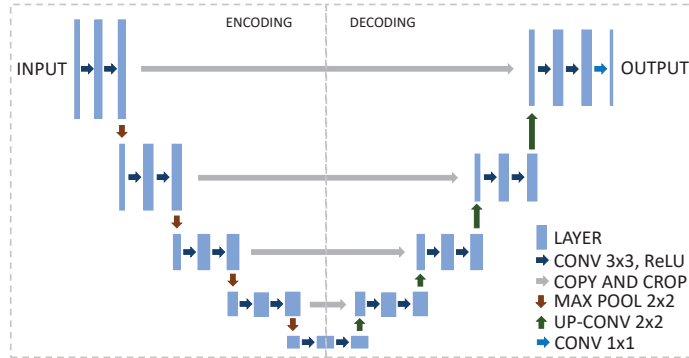 ENCODING
DECODING
INPUT
OUTPUT
LAYER
CONV 3x3, ReLU
COPY AND CROP
MAX POOL 2x2
UP-CONV 2x2
CONV 1x1